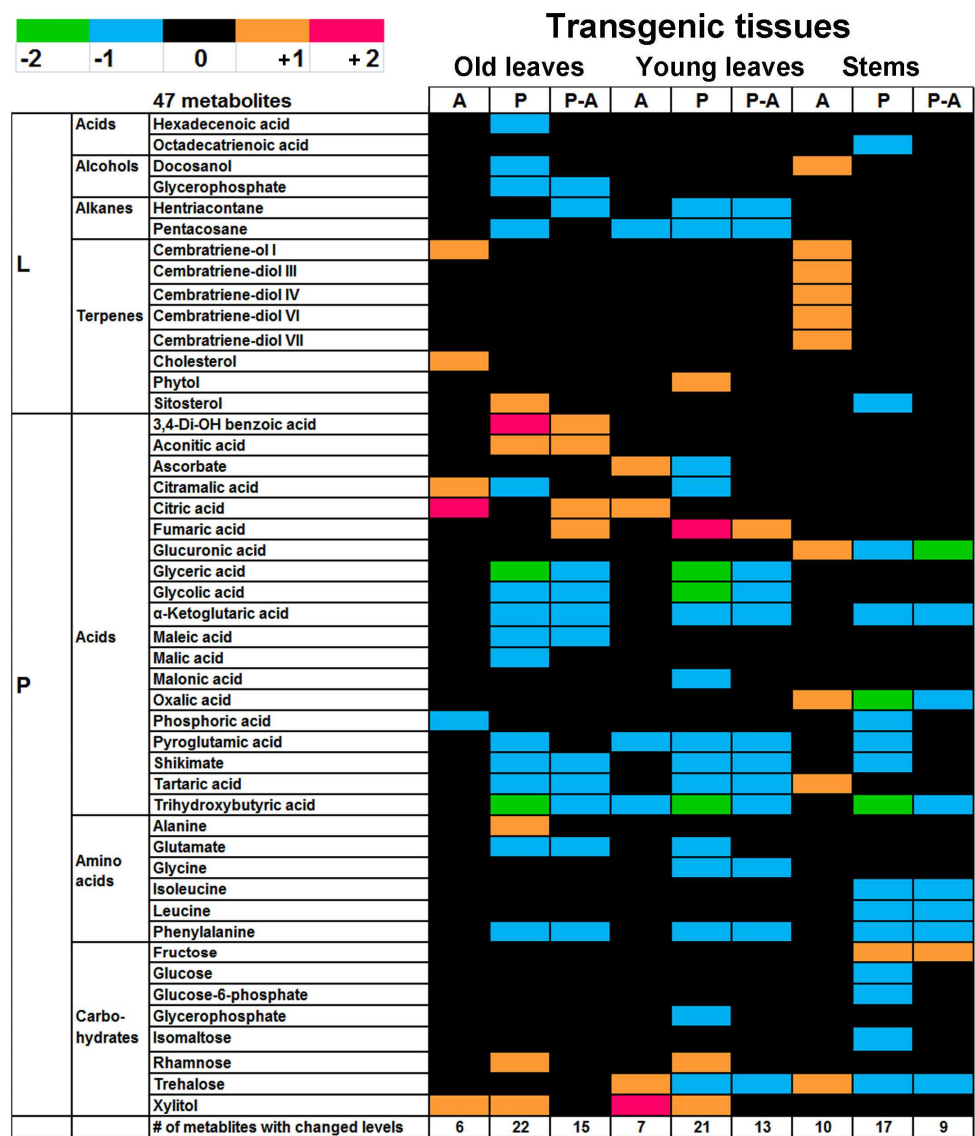 Transgenic tissues
-2 -1 0 +1 + 2
Old leaves Young leaves Stems
47 metabolites A P P-A A P P-A A P P-A
L
Acids
Hexadecenoic acid
Octadecatrienoic acid
Alcohols
Docosanol
Glycerophosphate
Alkanes
Hentriacontane
Pentacosane
Terpenes
Cembratriene-ol I
Cembratriene-diol III
Cembratriene-diol IV
Cembratriene-diol VI
Cembratriene-diol VII
Cholesterol
Phytol
Sitosterol
P
Acids
3,4-Di-OH benzoic acid
Aconitic acid
Ascorbate
Citramalic acid
Citric acid
Fumaric acid
Glucuronic acid
Glyceric acid
Glycolic acid
α-Ketoglutaric acid
Maleic acid
Malic acid
Malonic acid
Oxalic acid
Phosphoric acid
Pyroglutamic acid
Shikimate
Tartaric acid
Trihydroxybutyric acid
Amino
acids
Alanine
Glutamate
Glycine
Isoleucine
Leucine
Phenylalanine
Carbo-
hydrates
Fructose
Glucose
Glucose-6-phosphate
Glycerophosphate
Isomaltose
Rhamnose
Trehalose
Xylitol
# of metablites with changed levels 6 22 15 7 21 13 10 17 9